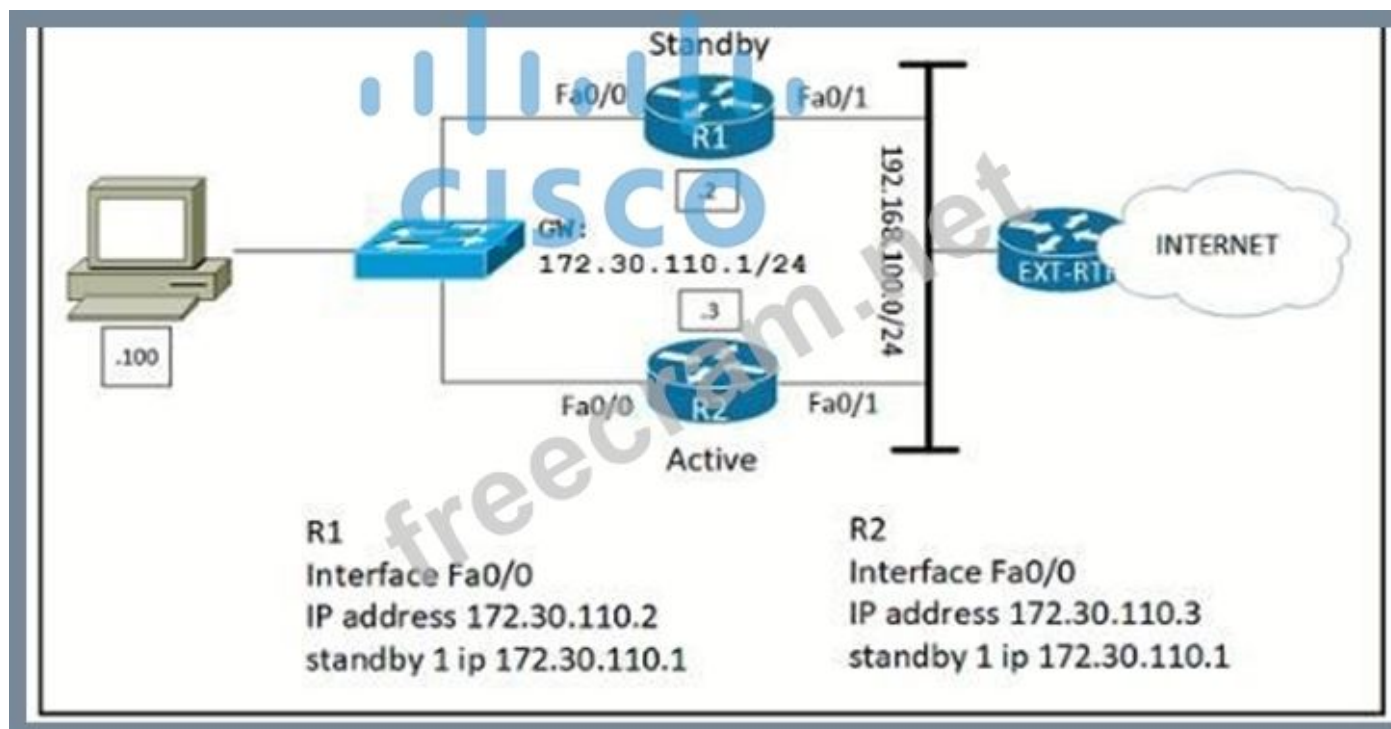 Standby
Fa0/0
Fa0/1
R1
CISCO
.2
GW:
172.30.110.1/24
192.168.100.0/24
INTERNET
EXT-RTR
.3
.100
Fa0/0
R2
Fa0/1
Active
freecram.net
R1
Interface Fa0/0
IP address 172.30.110.2
standby 1 ip 172.30.110.1
R2
Interface Fa0/0
IP address 172.30.110.3
standby 1 ip 172.30.110.1